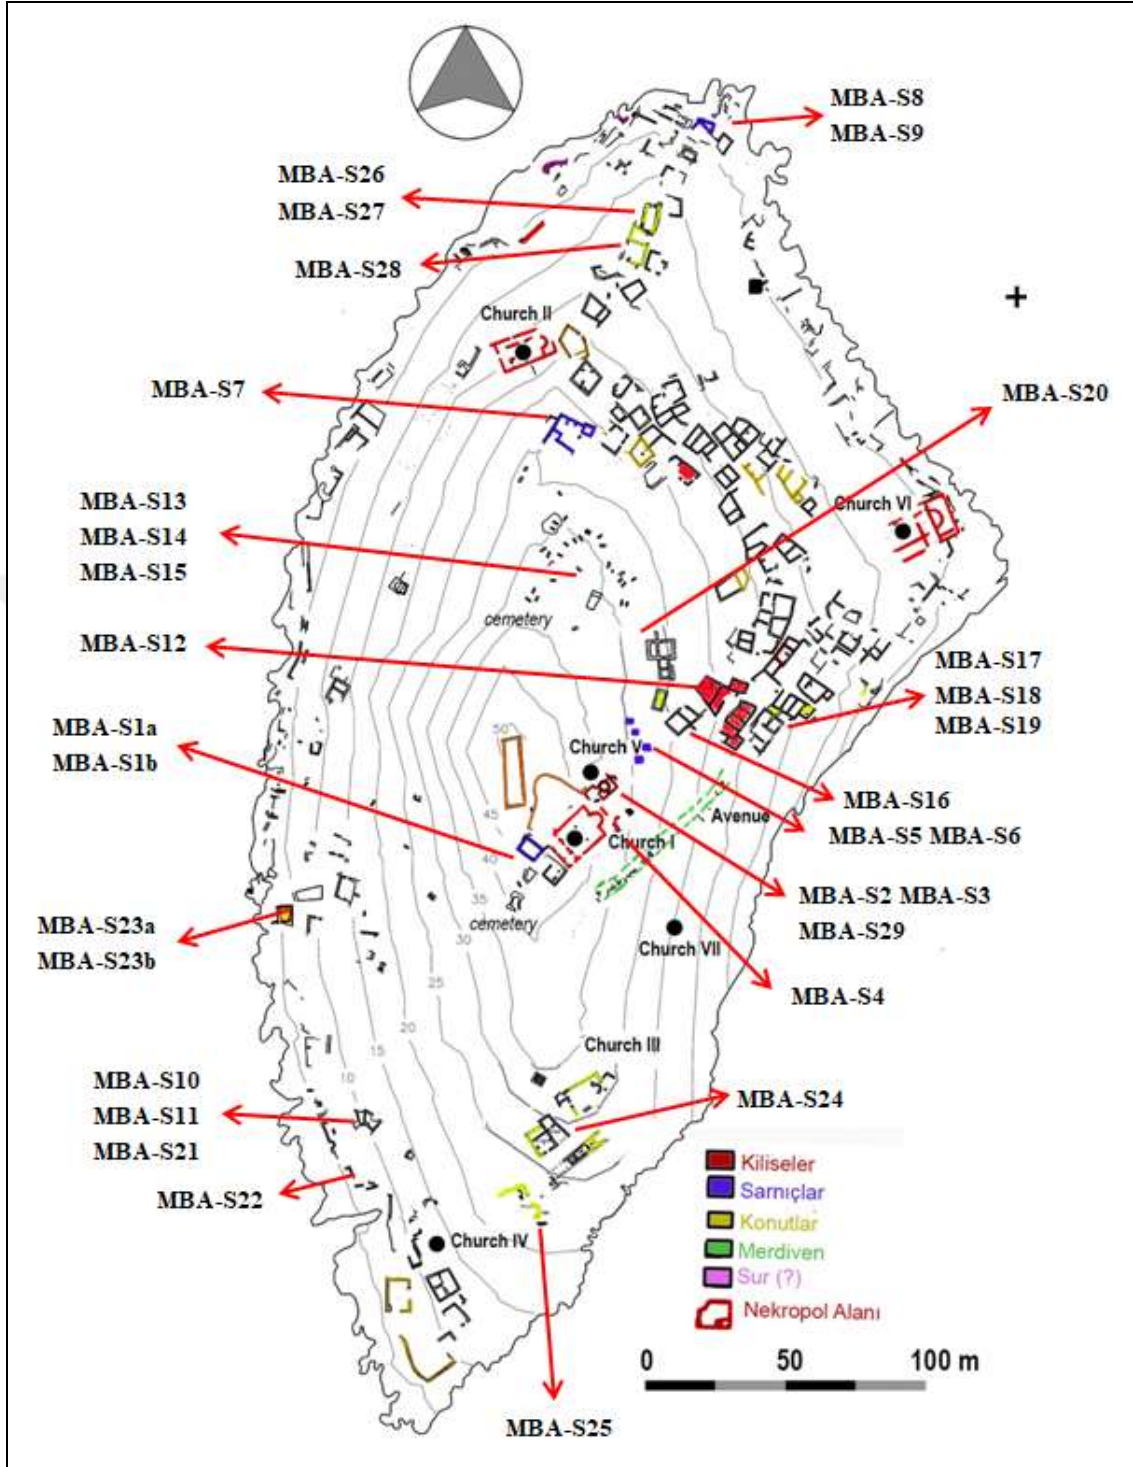 MBA-S8
MBA-S9
MBA-S26
MBA-S27
MBA-S28
Church II
MBA-S7
MBA-S20
MBA-S13
MBA-S14
MBA-S15
Church VI
cemetery
MBA-S12
MBA-S17
MBA-S18
MBA-S19
MBA-S1a
MBA-S1b
50
Church V
MBA-S16
45
Avenue
MBA-S5 MBA-S6
Church I
40
35
MBA-S2 MBA-S3
MBA-S29
cemetery
MBA-S23a
MBA-S23b
30
Church VII
25
MBA-S4
20
Church III
15
10
MBA-S10
MBA-S11
MBA-S21
MBA-S24
MBA-S22
Kiliseler
Sarnıçlar
Konutlar
Merdiven
Sur (?)
Nekropol Alanı
Church IV
0 50 100 m
MBA-S25